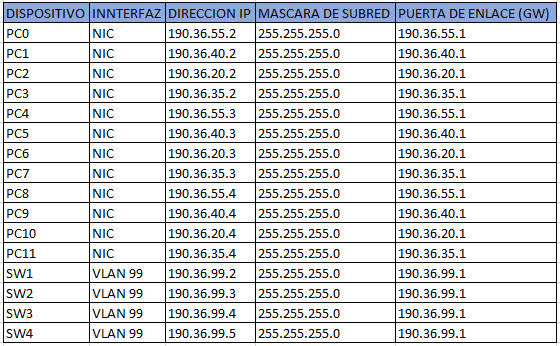 DISPOSITIVO INNTERFAZ DIRECCION IP MASCARA DE SUBRED PUERTA DE ENLACE (GW)
PC0 NIC 190.36.55.2 255.255.255.0 190.36.55.1
PC1 NIC 190.36.40.2 255.255.255.0 190.36.40.1
PC2 NIC 190.36.20.2 255.255.255.0 190.36.20.1
PC3 NIC 190.36.35.2 255.255.255.0 190.36.35.1
PC4 NIC 190.36.55.3 255.255.255.0 190.36.55.1
PC5 NIC 190.36.40.3 255.255.255.0 190.36.40.1
PC6 NIC 190.36.20.3 255.255.255.0 190.36.20.1
PC7 NIC 190.36.35.3 255.255.255.0 190.36.35.1
PC8 NIC 190.36.55.4 255.255.255.0 190.36.55.1
PC9 NIC 190.36.40.4 255.255.255.0 190.36.40.1
PC10 NIC 190.36.20.4 255.255.255.0 190.36.20.1
PC11 NIC 190.36.35.4 255.255.255.0 190.36.35.1
SW1 VLAN 99 190.36.99.2 255.255.255.0 190.36.99.1
SW2 VLAN 99 190.36.99.3 255.255.255.0 190.36.99.1
SW3 VLAN 99 190.36.99.4 255.255.255.0 190.36.99.1
SW4 VLAN 99 190.36.99.5 255.255.255.0 190.36.99.1